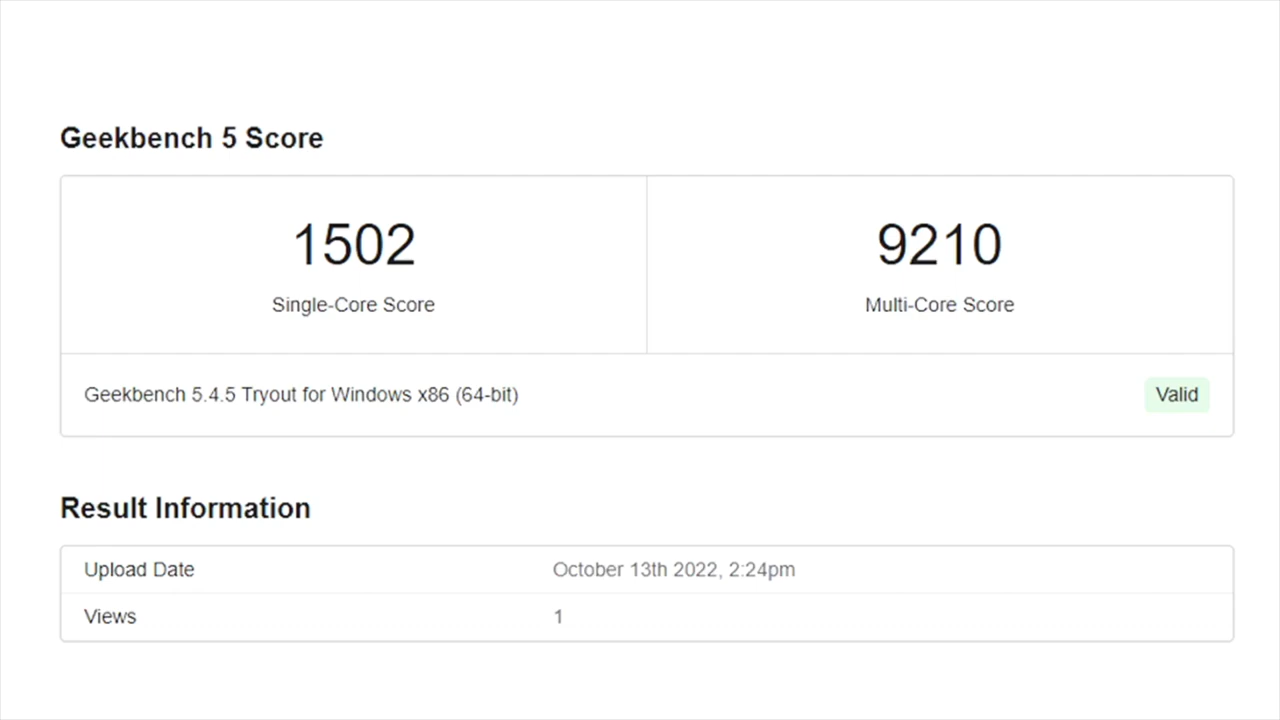 Geekbench 5 Score
1502
9210
Single-Core Score
Multi-Core Score
Geekbench 5.4.5 Tryout for Windows x86 (64-bit)
Valid
Result Information
Upload Date
October 13th 2022, 2:24pm
Views
1